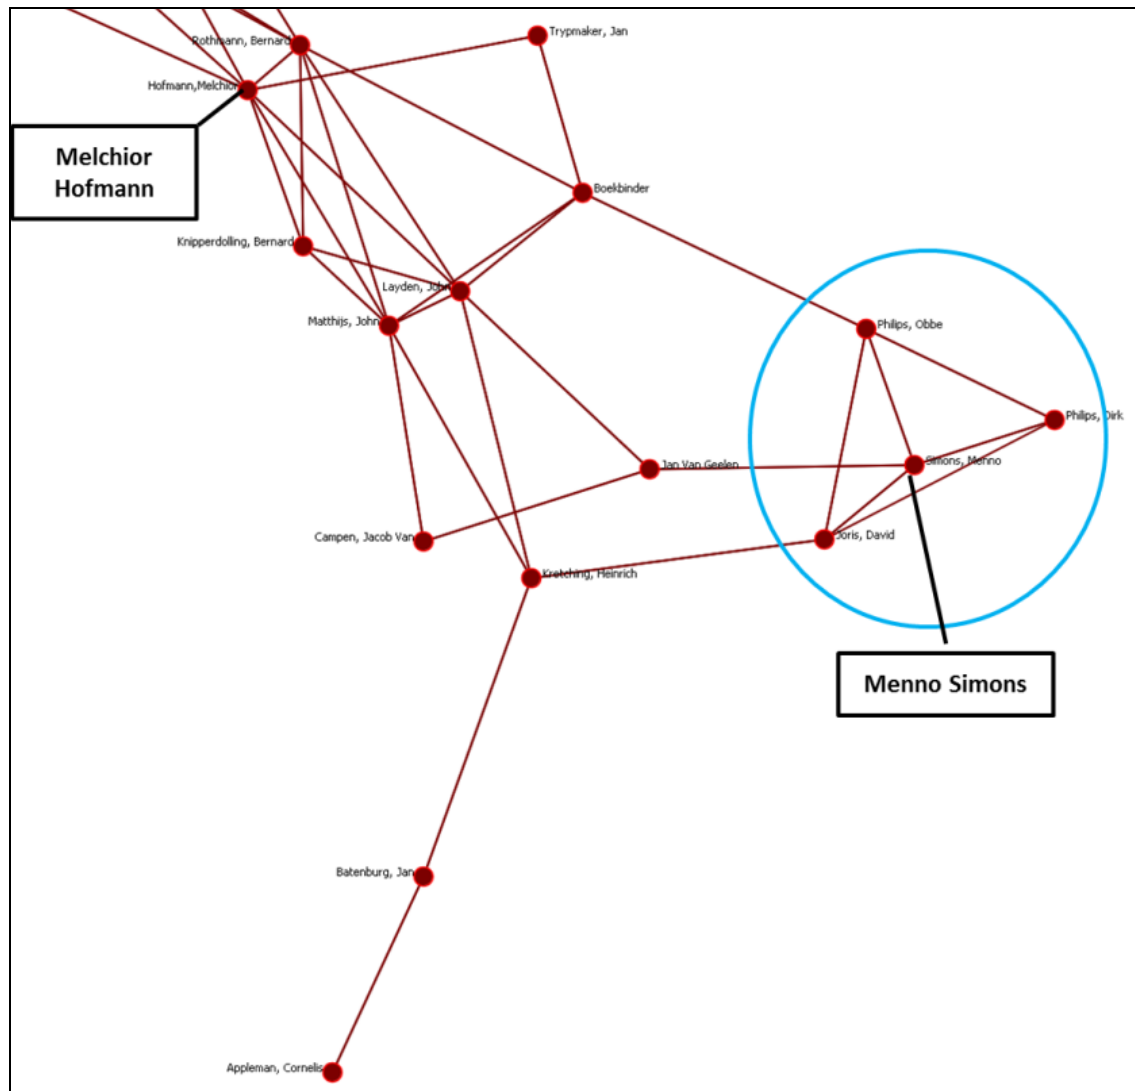 Trypmaker, Jan
Rothmann, Bernard
Hofmann,Melchior
Melchior
Hofmann
Boekbinder
Knipperdolling, Bernard
Layden, John
Matthijs, John
Philips, Obbe
Philips, Dirk
Simons, Menno
Jan Van Geelen
Campen, Jacob Van
Joris, David
Kretching, Heinrich
Menno Simons
Batenburg, Jan
Appleman, Cornelis